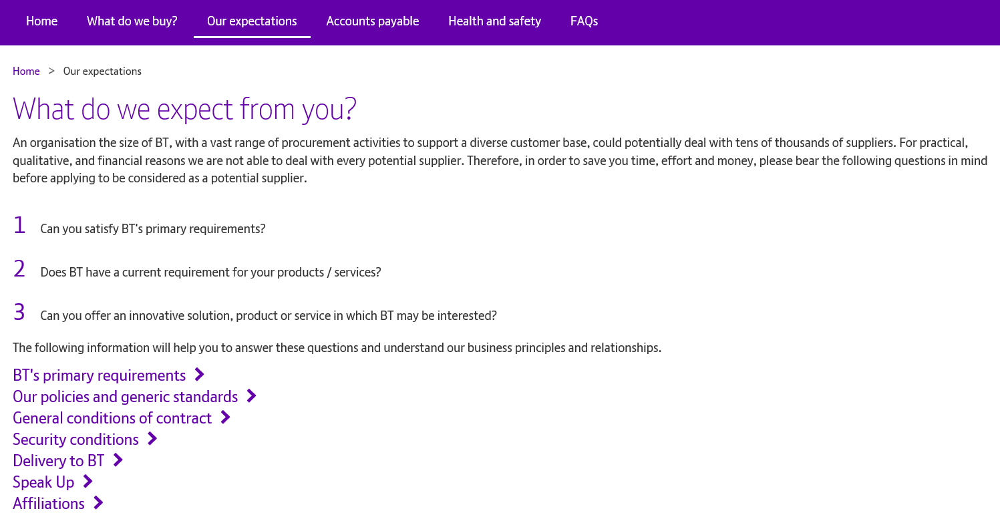 Home What do we buy? Our expectations Accounts payable Health and safety FAQs
Home > Our expectations
What do we expect from you?
An organisation the size of BT, with a vast range of procurement activities to support a diverse customer base, could potentially deal with tens of thousands of suppliers. For practical,
qualitative, and financial reasons we are not able to deal with every potential supplier. Therefore, in order to save you time, effort and money, please bear the following questions in mind
before applying to be considered as a potential supplier.
1 Can you satisfy BT's primary requirements?
2 Does BT have a current requirement for your products / services?
3 Can you offer an innovative solution, product or service in which BT may be interested?
The following information will help you to answer these questions and understand our business principles and relationships.
BT's primary requirements
Our policies and generic standards
General conditions of contract
Security conditions
Delivery to BT
Speak Up
Affiliations